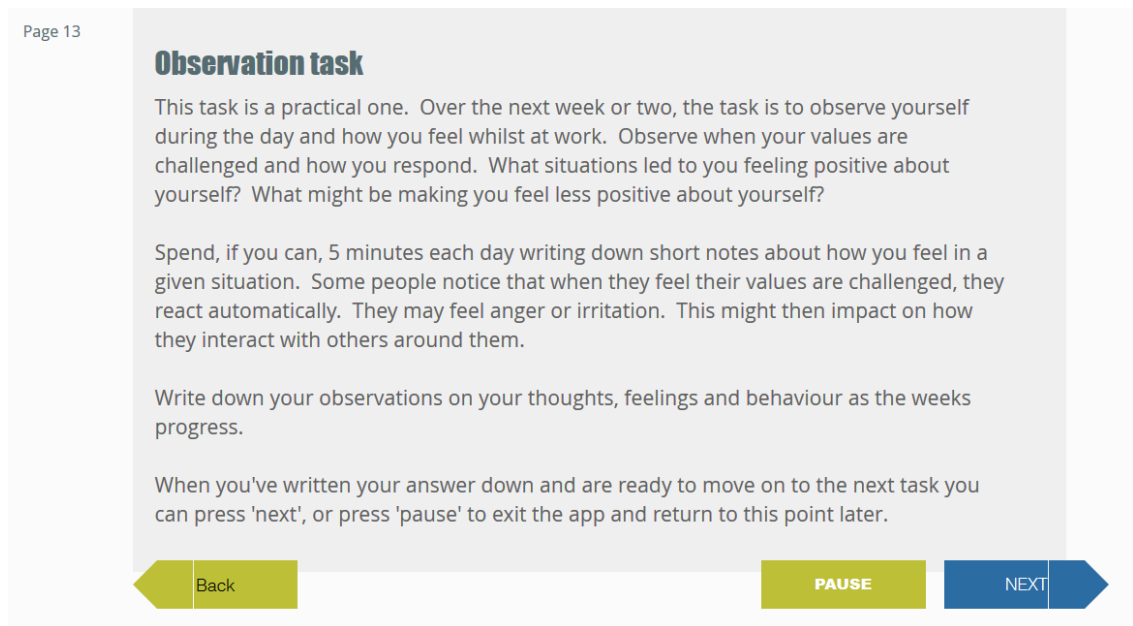 Page 13
Observation task
This task is a practical one.  Over the next week or two, the task is to observe yourself
during the day and how you feel whilst at work.  Observe when your values are
challenged and how you respond.  What situations led to you feeling positive about
yourself?  What might be making you feel less positive about yourself?
Spend, if you can, 5 minutes each day writing down short notes about how you feel in a
given situation.  Some people notice that when they feel their values are challenged, they
react automatically.  They may feel anger or irritation.  This might then impact on how
they interact with others around them.
Write down your observations on your thoughts, feelings and behaviour as the weeks
progress.
When you've written your answer down and are ready to move on to the next task you
can press 'next', or press 'pause' to exit the app and return to this point later.
Back
PAUSE
NEXT